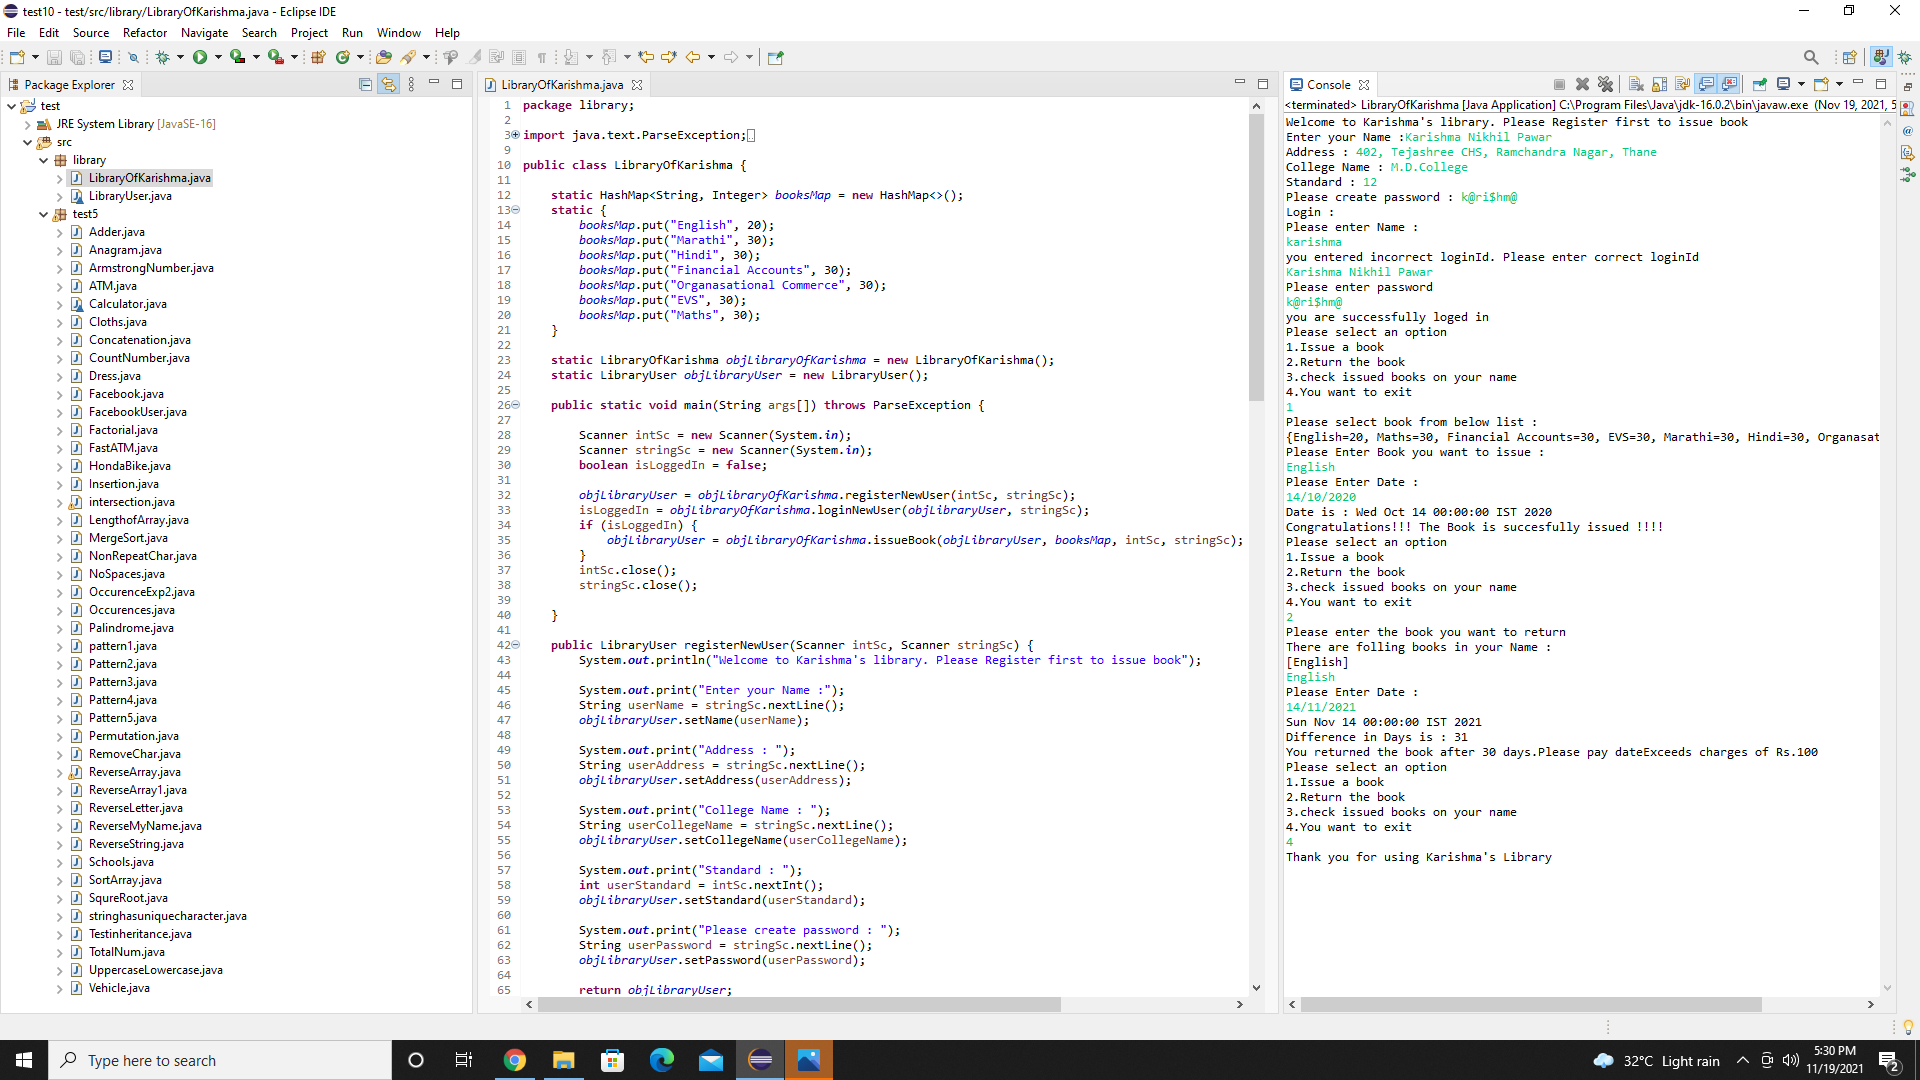 test10 - test/src/library/LibraryOfKarishma.java - Eclipse IDE
File Edit Source Refactor Navigate Search Project Run Window Help
Package Explorer
test
JRE System Library [JavaSE-16]
src
library
LibraryOfKarishma.java
LibraryUser.java
test5
Adder.java
Anagram.java
ArmstrongNumber.java
ATM.java
Calculator.java
Cloths.java
Concatenation.java
CountNumber.java
Dress.java
Facebook.java
FacebookUser.java
Factorial.java
FastATM.java
HondaBike.java
Insertion.java
intersection.java
LengthofArray.java
MergeSort.java
NonRepeatChar.java
NoSpaces.java
OccurenceExp2.java
Occurences.java
Palindrome.java
pattern1.java
Pattern2.java
Pattern3.java
Pattern4.java
Pattern5.java
Permutation.java
RemoveChar.java
ReverseArray.java
ReverseArray1.java
ReverseLetter.java
ReverseMyName.java
ReverseString.java
Schools.java
SortArray.java
SqureRoot.java
stringhasuniquecharacter.java
Testinheritance.java
TotalNum.java
UppercaseLowercase.java
Vehicle.java
LibraryOfKarishma.java
1 package library;
2
3 import java.text.ParseException;
9
10 public class LibraryOfKarishma {
11
12 static HashMap<String, Integer> booksMap = new HashMap<>();
13 static {
14 booksMap.put("English", 20);
15 booksMap.put("Marathi", 30);
16 booksMap.put("Hindi", 30);
17 booksMap.put("Financial Accounts", 30);
18 booksMap.put("Organasational Commerce", 30);
19 booksMap.put("EVS", 30);
20 booksMap.put("Maths", 30);
21 }
22
23 static LibraryOfKarishma objLibraryOfKarishma = new LibraryOfKarishma();
24 static LibraryUser objLibraryUser = new LibraryUser();
25
26 public static void main(String args[]) throws ParseException {
27
28 Scanner intSc = new Scanner(System.in);
29 Scanner stringSc = new Scanner(System.in);
30 boolean isLoggedIn = false;
31
32 objLibraryUser = objLibraryOfKarishma.registerNewUser(intSc, stringSc);
33 isLoggedIn = objLibraryOfKarishma.loginNewUser(objLibraryUser, stringSc);
34 if (isLoggedIn) {
35 objLibraryUser = objLibraryOfKarishma.issueBook(objLibraryUser, booksMap, intSc, stringSc);
36 }
37 intSc.close();
38 stringSc.close();
39
40 }
41
42 public LibraryUser registerNewUser(Scanner intSc, Scanner stringSc) {
43 System.out.println("Welcome to Karishma's library. Please Register first to issue book");
44
45 System.out.print("Enter your Name :");
46 String userName = stringSc.nextLine();
47 objLibraryUser.setName(userName);
48
49 System.out.print("Address : ");
50 String userAddress = stringSc.nextLine();
51 objLibraryUser.setAddress(userAddress);
52
53 System.out.print("College Name : ");
54 String userCollegeName = stringSc.nextLine();
55 objLibraryUser.setCollegeName(userCollegeName);
56
57 System.out.print("Standard : ");
58 int userStandard = intSc.nextInt();
59 objLibraryUser.setStandard(userStandard);
60
61 System.out.print("Please create password : ");
62 String userPassword = stringSc.nextLine();
63 objLibraryUser.setPassword(userPassword);
64
65 return objLibraryUser;
Console
<terminated> LibraryOfKarishma [Java Application] C:\Program Files\Java\jdk-16.0.2\bin\javaw.exe (Nov 19, 2021, 5
Welcome to Karishma's library. Please Register first to issue book
Enter your Name :Karishma Nikhil Pawar
Address : 402, Tejashree CHS, Ramchandra Nagar, Thane
College Name : M.D.College
Standard : 12
Please create password : k@ri$hm@
Login :
Please enter Name :
karishma
you entered incorrect loginId. Please enter correct loginId
Karishma Nikhil Pawar
Please enter password
k@ri$hm@
you are successfully loged in
Please select an option
1.Issue a book
2.Return the book
3.check issued books on your name
4.You want to exit
1
Please select book from below list :
{English=20, Maths=30, Financial Accounts=30, EVS=30, Marathi=30, Hindi=30, Organasat
Please Enter Book you want to issue :
English
Please Enter Date :
14/10/2020
Date is : Wed Oct 14 00:00:00 IST 2020
Congratulations!!! The Book is succesfully issued !!!!
Please select an option
1.Issue a book
2.Return the book
3.check issued books on your name
4.You want to exit
2
Please enter the book you want to return
There are folling books in your Name :
[English]
English
Please Enter Date :
14/11/2021
Sun Nov 14 00:00:00 IST 2021
Difference in Days is : 31
You returned the book after 30 days.Please pay dateExceeds charges of Rs.100
Please select an option
1.Issue a book
2.Return the book
3.check issued books on your name
4.You want to exit
4
Thank you for using Karishma's Library
Type here to search
32°C Light rain
5:30 PM
11/19/2021
2